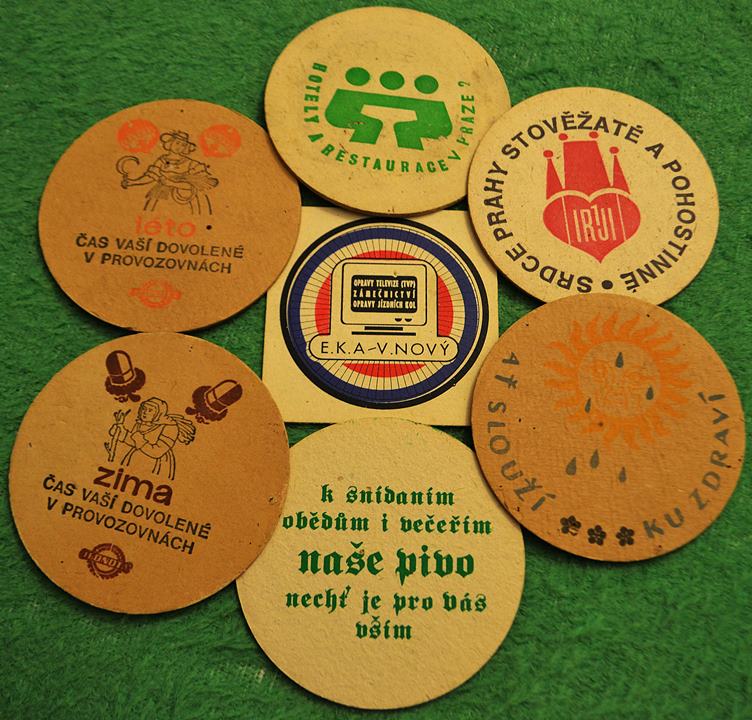 HOTELY A RESTAURACE V PRAZE 2
léto
ČAS VAŠÍ DOVOLENÉ
V PROVOZOVNÁCH
SRDCE PRAHY STOVĚŽATÉ A POHOSTINNÉ •
OPRAVY TELEVIZE (TVP)
ZÁMEČNICTVÍ
OPRAVY JÍZDNÍCH KOL
E.K.A-V.NOVÝ
zima
ČAS VAŠÍ DOVOLENÉ
V PROVOZOVNÁCH
k snídaním
obědům i večeřím
naše pivo
nechť je pro vás
vším
AŤ SLOUŽÍ
KU ZDRAVÍ